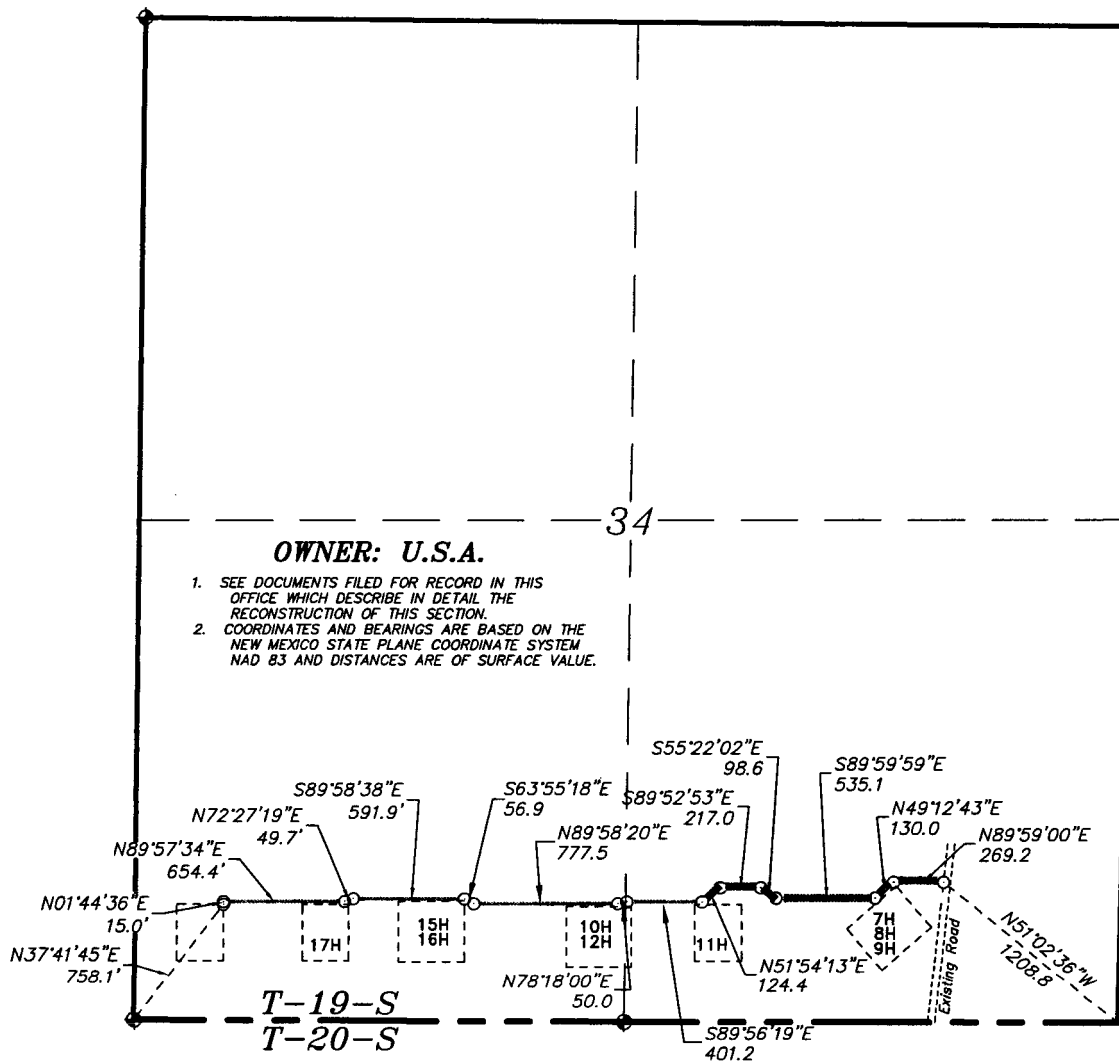 34
OWNER: U.S.A.
1. SEE DOCUMENTS FILED FOR RECORD IN THIS
OFFICE WHICH DESCRIBE IN DETAIL THE
RECONSTRUCTION OF THIS SECTION.
2. COORDINATES AND BEARINGS ARE BASED ON THE
NEW MEXICO STATE PLANE COORDINATE SYSTEM
NAD 83 AND DISTANCES ARE OF SURFACE VALUE.
S55°22'02"E
98.6
S89°59'59"E
535.1
S89°58'38"E
591.9'
S63°55'18"E
56.9
S89°52'53"E
217.0
N49°12'43"E
130.0
N72°27'19"E
49.7'
N89°58'20"E
777.5
N89°59'00"E
269.2
N89°57'34"E
654.4'
N01°44'36"E
15.0'
17H
15H
16H
10H
12H
11H
7H
8H
9H
Existing Road
N51°02'36"W
1208.8
N37°41'45"E
758.1'
N78°18'00"E
50.0
N51°54'13"E
124.4
S89°56'19"E
401.2
T-19-S
T-20-S